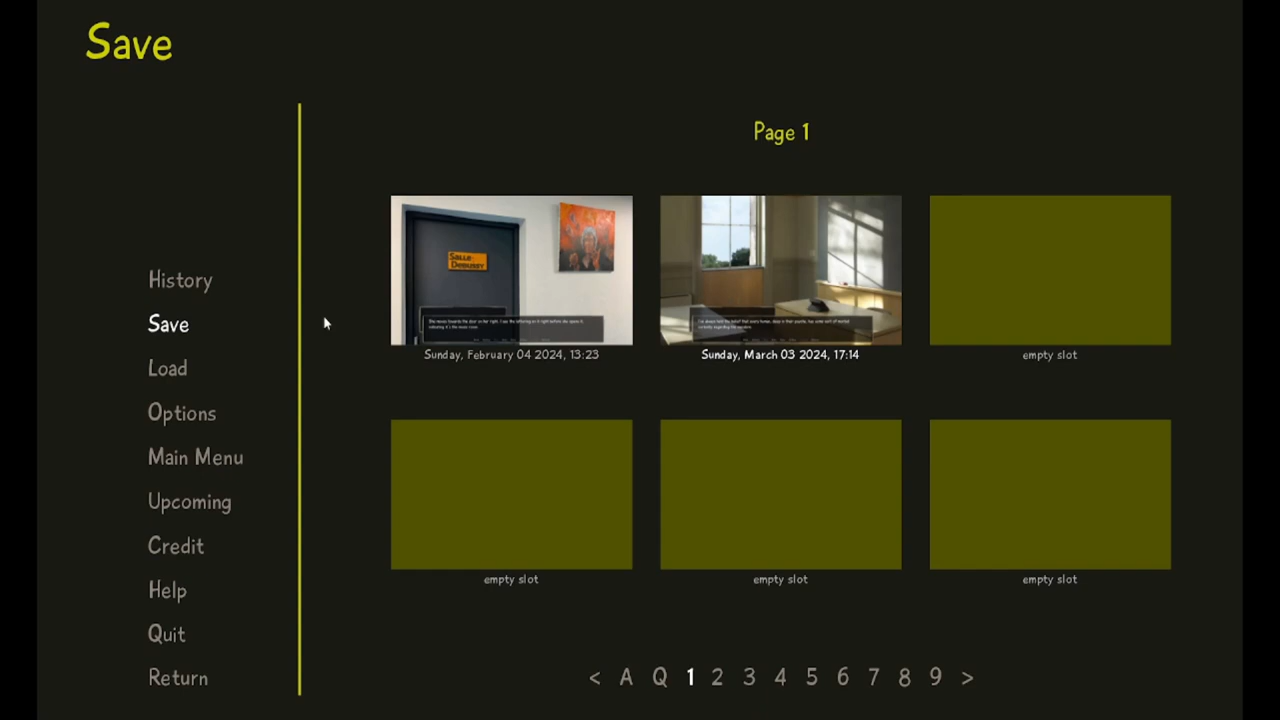 Save
Page 1
Salle
Debussy
Sunday, February 04 2024, 13:23
Sunday, March 03 2024, 17:14
empty slot
empty slot
empty slot
empty slot
History
Save
Load
Options
Main Menu
Upcoming
Credit
Help
Quit
Return
< A Q 1 2 3 4 5 6 7 8 9 >